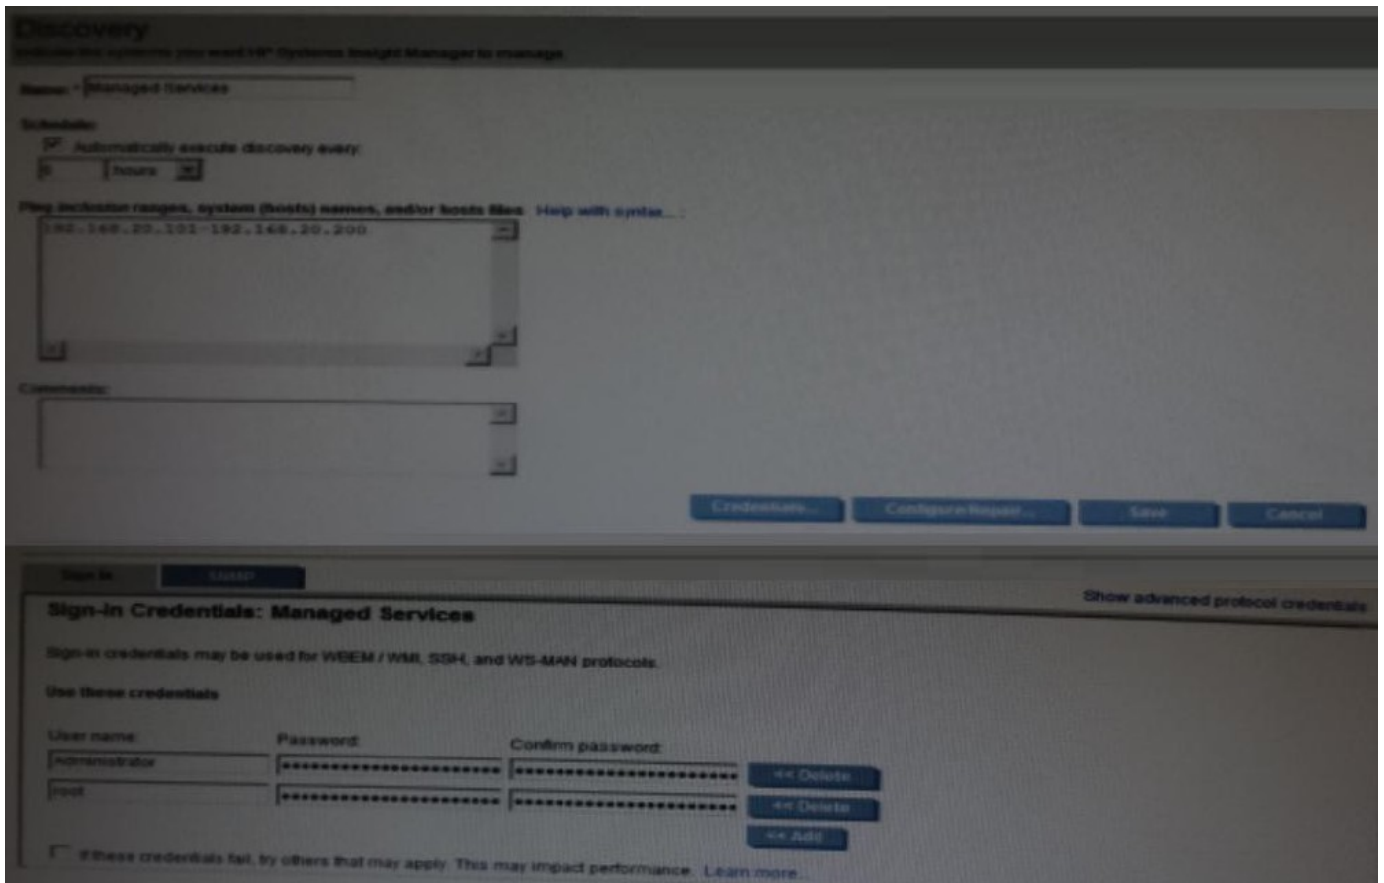 Discovery
Indicate the systems you want HP Systems Insight Manager to manage
Name: * Managed Services
Schedule:
Automatically execute discovery every:
hours
Ping inclusion ranges, system (hosts) names, and/or hosts files Help with syntax...
192.168.20.101-192.168.20.200
Comments:
Credentials... Configure Repair... Save Cancel
Sign In SNMP
Show advanced protocol credentials
Sign-in Credentials: Managed Services
Sign-in credentials may be used for WBEM / WMI, SSH, and WS-MAN protocols.
Use these credentials
User name: Password: Confirm password:
Administrator << Delete
root << Delete
<< Add
If these credentials fail, try others that may apply. This may impact performance. Learn more...